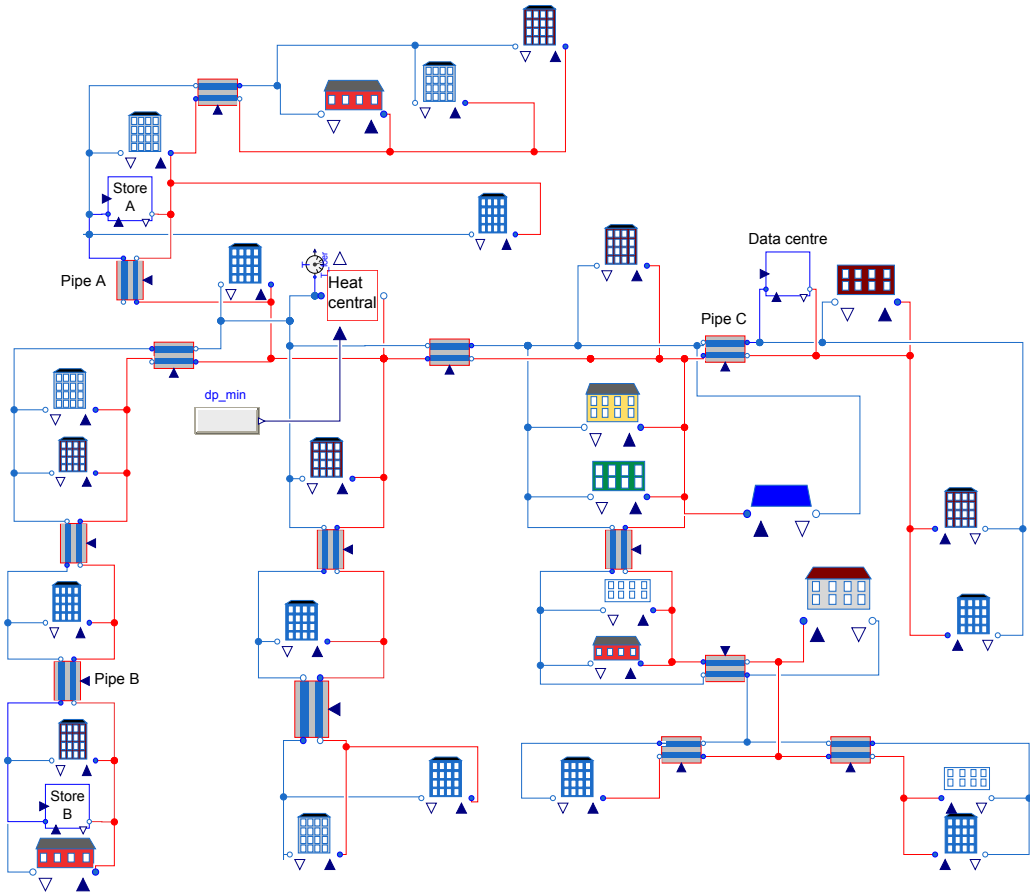 Store
A
Data centre
Pipe A
Heat
central
Pipe C
dp_min
Pipe B
Store
B